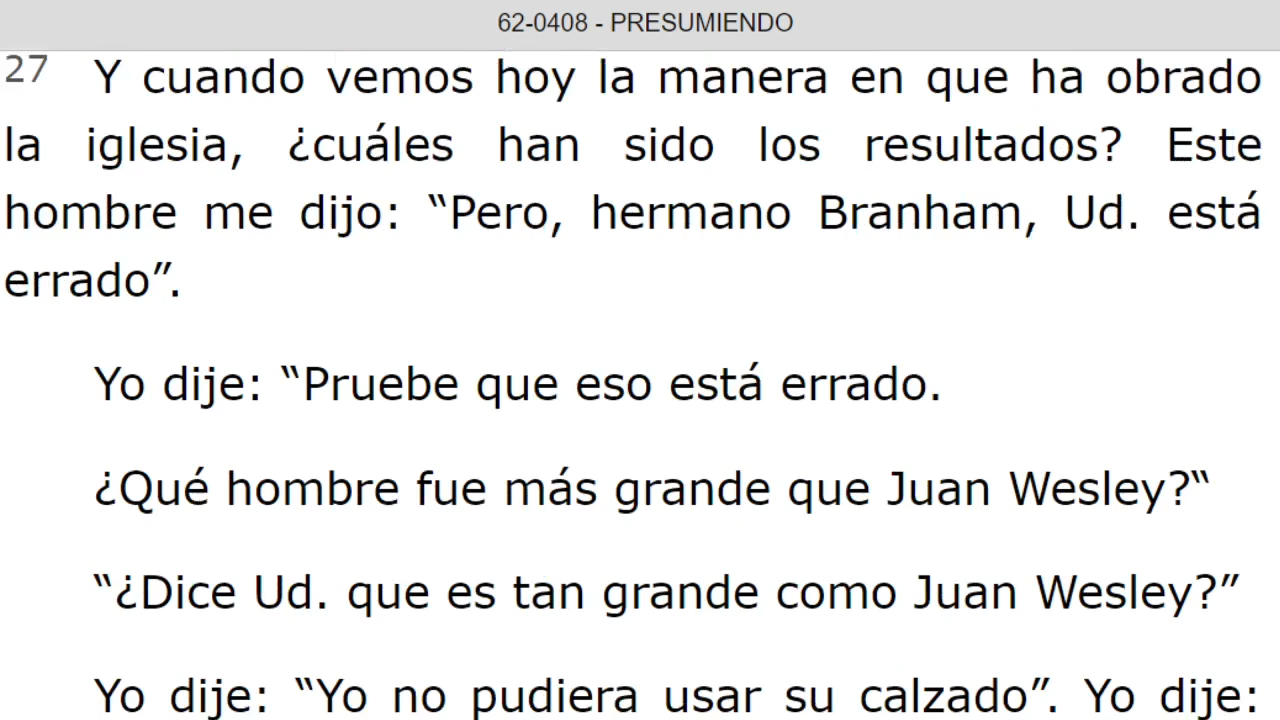 62-0408 - PRESUMIENDO
27 Y cuando vemos hoy la manera en que ha obrado
la iglesia, ¿cuáles han sido los resultados? Este
hombre me dijo: “Pero, hermano Branham, Ud. está
errado”.
Yo dije: “Pruebe que eso está errado.
¿Qué hombre fue más grande que Juan Wesley?“
“¿Dice Ud. que es tan grande como Juan Wesley?”
Yo dije: “Yo no pudiera usar su calzado”. Yo dije: